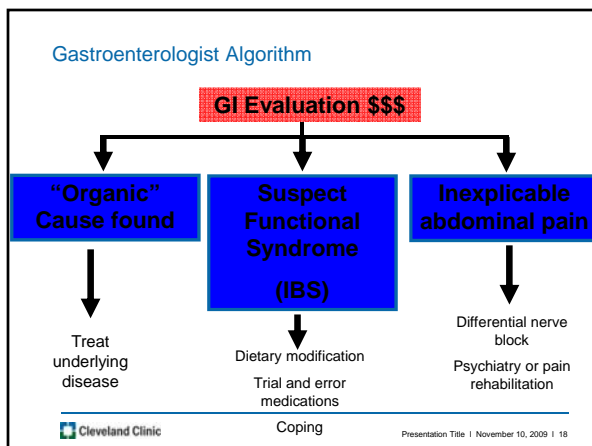 Gastroenterologist Algorithm
GI Evaluation $$$
“Organic”
Cause found
Suspect
Functional
Syndrome
(IBS)
Inexplicable
abdominal pain
Treat
underlying
disease
Dietary modification
Trial and error
medications
Coping
Differential nerve
block
Psychiatry or pain
rehabilitation
Cleveland Clinic
Presentation Title I November 10, 2009 I 18